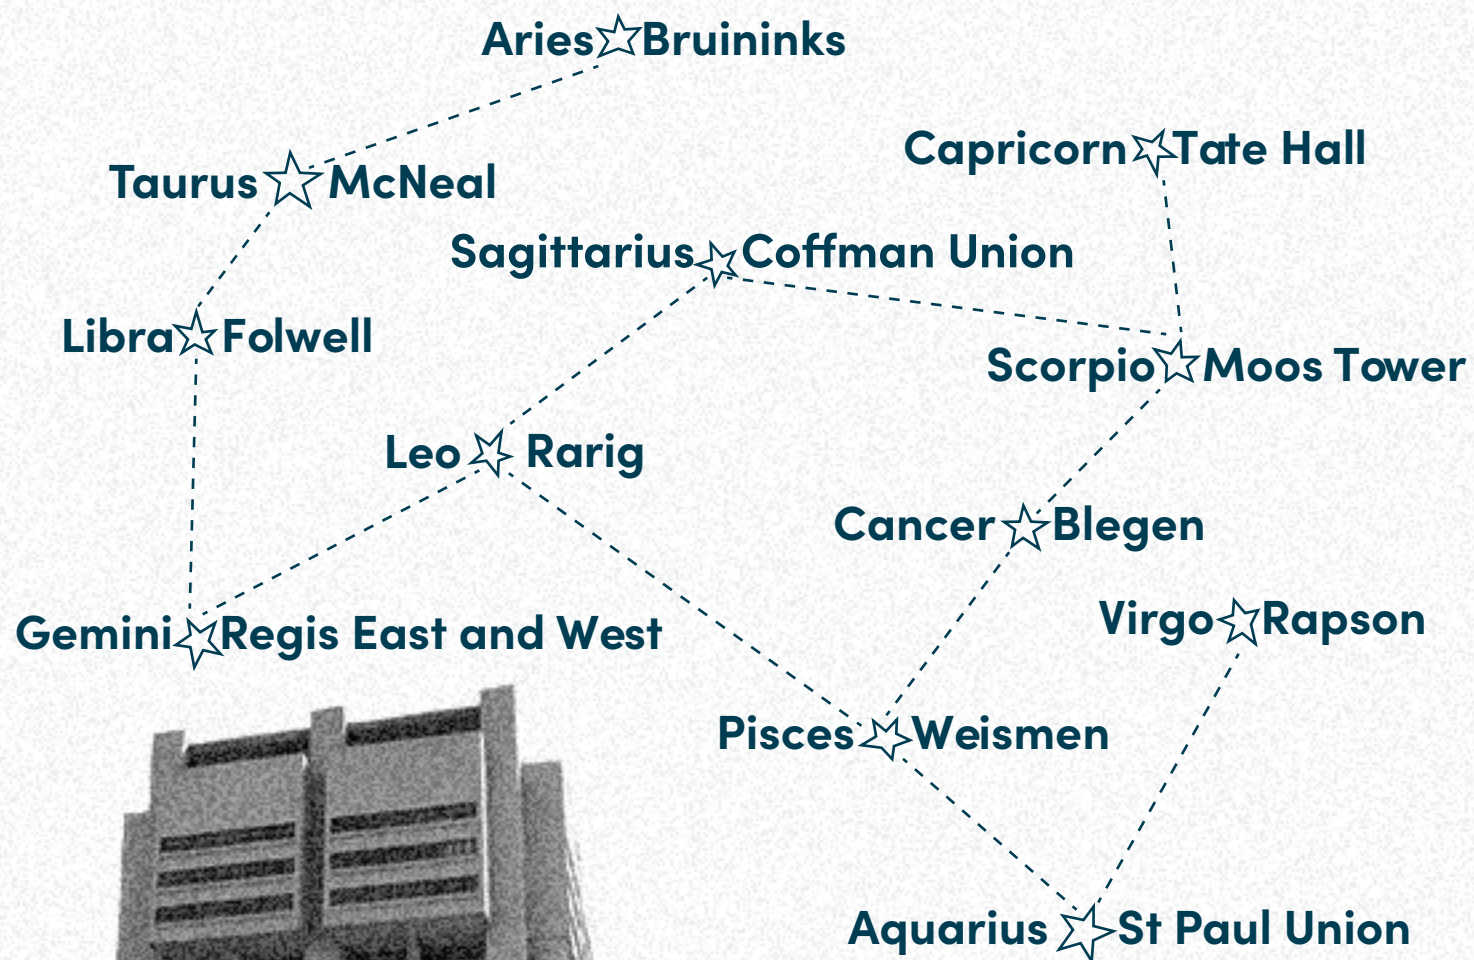 Aries Bruininks
Capricorn Tate Hall
Taurus McNeal
Sagittarius Coffman Union
Libra Folwell
Scorpio Moos Tower
Leo Rarig
Cancer Blegen
Virgo Rapson
Gemini Regis East and West
Pisces Weismen
Aquarius St Paul Union